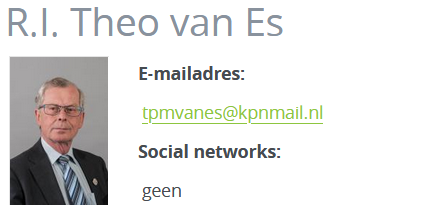 R.I. Theo van Es
E-mailadres:
tpmvanes@kpnmail.nl
Social networks:
geen